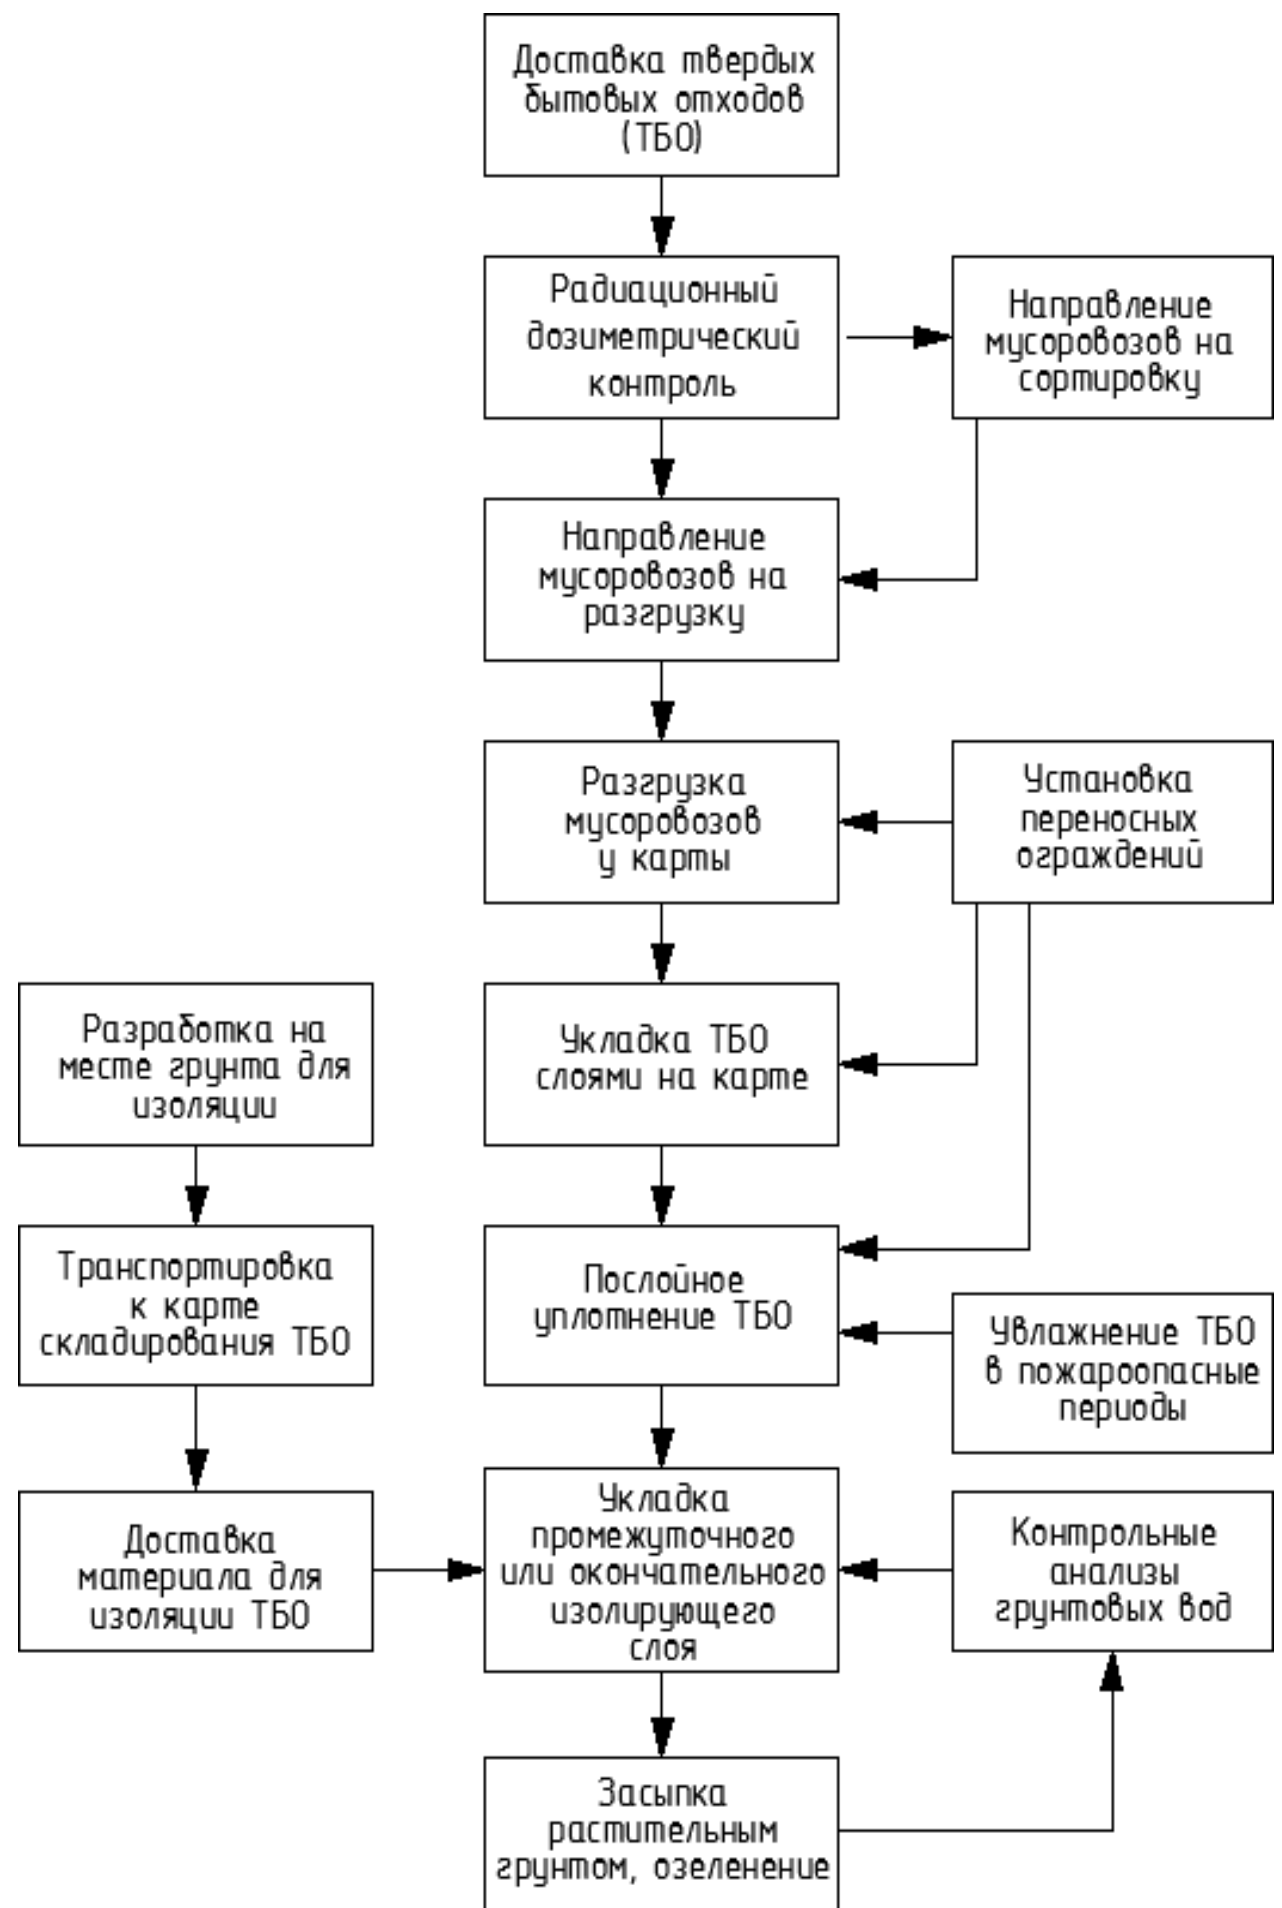 Доставка твердых
бытовых отходов
(ТБО)
Радиационный
дозиметрический
контроль
Направление
мусоровозов на
сортировку
Направление
мусоровозов на
разгрузку
Разгрузка
мусоровозов
у карты
Установка
переносных
ограждений
Разработка на
месте грунта для
изоляции
Укладка ТБО
слоями на карте
Транспортировка
к карте
складирования ТБО
Послойное
уплотнение ТБО
Увлажнение ТБО
в пожароопасные
периоды
Доставка
материала для
изоляции ТБО
Укладка
промежуточного
или окончательного
изолирующего
слоя
Контрольные
анализы
грунтовых вод
Засыпка
растительным
грунтом, озеленение